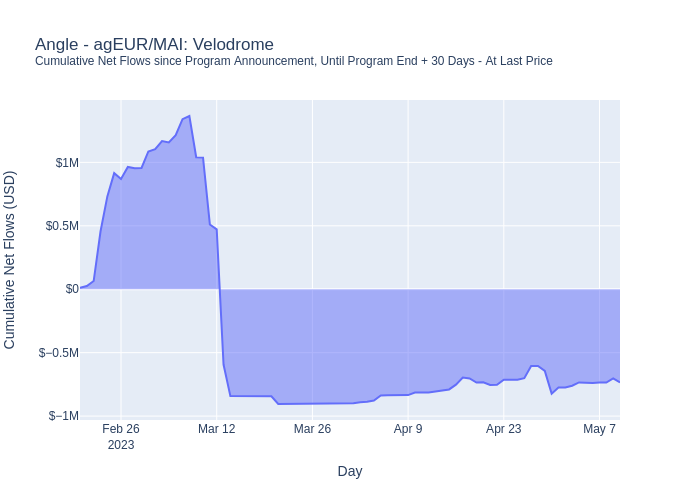 Angle - agEUR/MAI: Velodrome
Cumulative Net Flows since Program Announcement, Until Program End + 30 Days - At Last Price
Cumulative Net Flows (USD)
$1M
$0.5M
$0
$−0.5M
$−1M
Feb 26
2023
Mar 12
Mar 26
Apr 9
Apr 23
May 7
Day